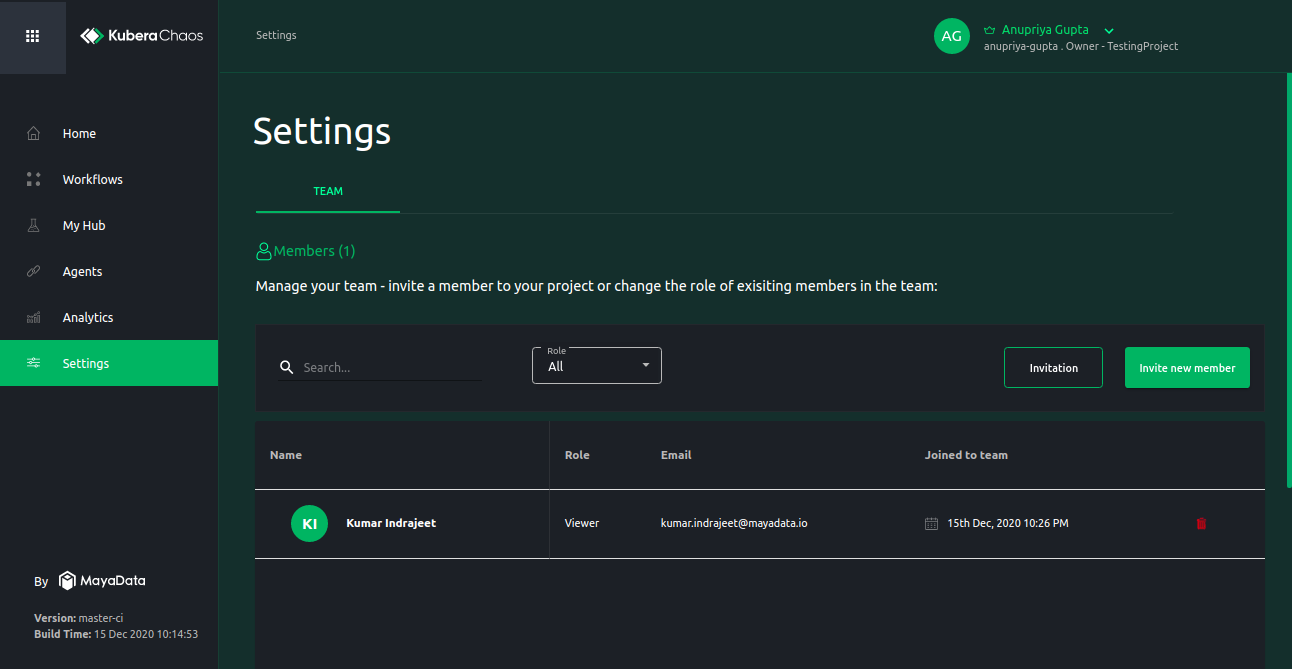 Kubera Chaos
Settings
AG
Anupriya Gupta
anupriya-gupta . Owner - TestingProject
Home
Workflows
My Hub
Agents
Analytics
Settings
By MayaData
Version: master-ci
Build Time: 15 Dec 2020 10:14:53
Settings
TEAM
Members (1)
Manage your team - invite a member to your project or change the role of exisiting members in the team:
Search...
Role
All
Invitation
Invite new member
Name Role Email Joined to team
KI Kumar Indrajeet Viewer kumar.indrajeet@mayadata.io 15th Dec, 2020 10:26 PM